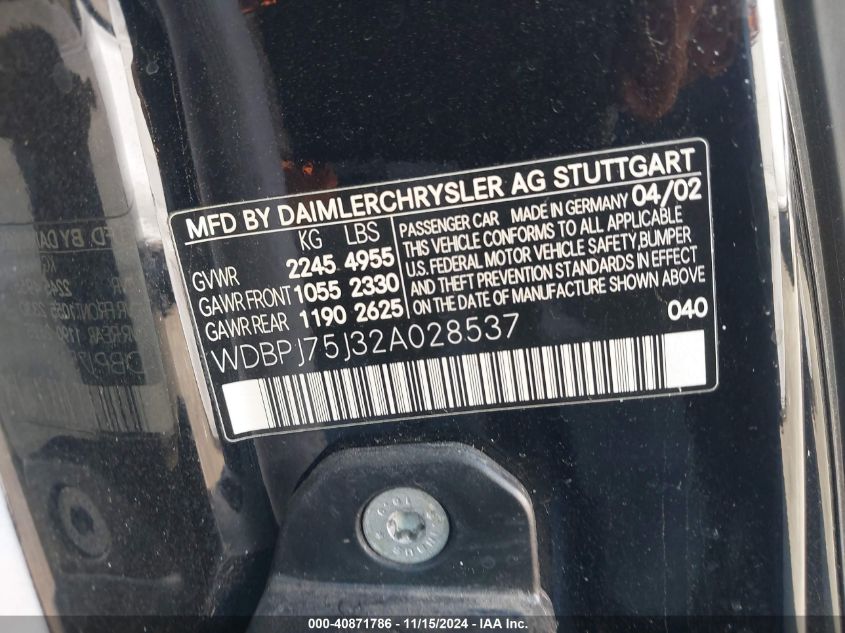 MFD BY DAIMLERCHRYSLER AG STUTTGART
KG LBS
GVWR 2245 4955
GAWR FRONT 1055 2330
GAWR REAR 1190 2625
PASSENGER CAR MADE IN GERMANY 04/02
THIS VEHICLE CONFORMS TO ALL APPLICABLE
U.S. FEDERAL MOTOR VEHICLE SAFETY, BUMPER
AND THEFT PREVENTION STANDARDS IN EFFECT
ON DATE OF MANUFACTURE SHOWN ABOVE
040
WDBPJ75J32A028537
000-40871786 - 11/15/2024 - IAA Inc.